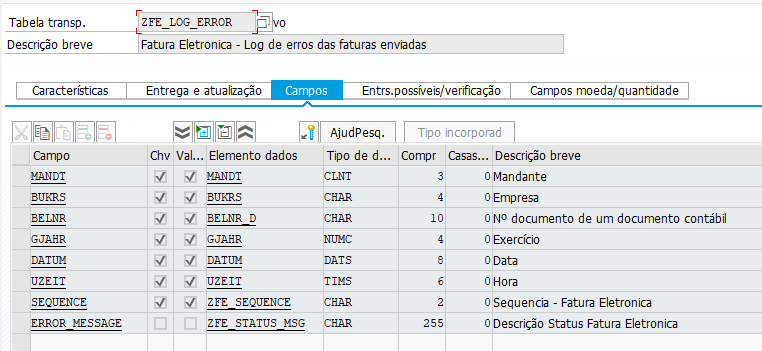 Tabela transp. ZFE_LOG_ERROR vo
Descrição breve Fatura Eletronica - Log de erros das faturas enviadas
Características Entrega e atualização Campos Entrs.possíveis/verificação Campos moeda/quantidade
AjudPesq. Tipo incorporad
Campo Chv Val... Elemento dados Tipo de d... Compr Casas... Descrição breve
MANDT MANDT CLNT 3 0 Mandante
BUKRS BUKRS CHAR 4 0 Empresa
BELNR BELNR_D CHAR 10 0 Nº documento de um documento contábil
GJAHR GJAHR NUMC 4 0 Exercício
DATUM DATUM DATS 8 0 Data
UZEIT UZEIT TIMS 6 0 Hora
SEQUENCE ZFE_SEQUENCE CHAR 2 0 Sequencia - Fatura Eletronica
ERROR_MESSAGE ZFE_STATUS_MSG CHAR 255 0 Descrição Status Fatura Eletronica